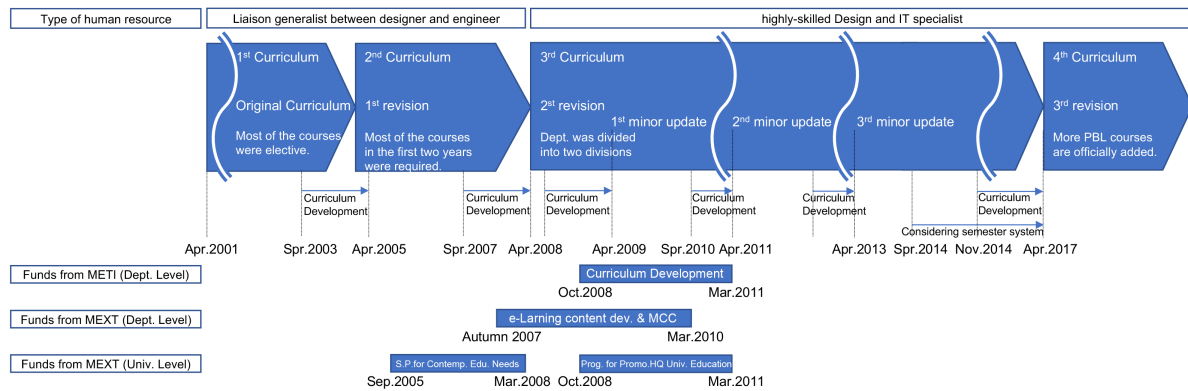 Type of human resource
Liaison generalist between designer and engineer
highly-skilled Design and IT specialist
1st Curriculum
Original Curriculum
Most of the courses
were elective.
2nd Curriculum
1st revision
Most of the courses
in the first two years
were required.
3rd Curriculum
2st revision
Dept. was divided
into two divisions
1st minor update
2nd minor update
3rd minor update
4th Curriculum
3rd revision
More PBL courses
are officially added.
Curriculum
Development
Curriculum
Development
Curriculum
Development
Curriculum
Development
Curriculum
Development
Curriculum
Development
Considering semester system
Apr.2001
Spr.2003
Apr.2005
Spr.2007
Apr.2008
Apr.2009
Spr.2010
Apr.2011
Apr.2013
Spr.2014
Nov.2014
Apr.2017
Funds from METI (Dept. Level)
Curriculum Development
Oct.2008
Mar.2011
Funds from MEXT (Dept. Level)
e-Larning content dev. & MCC
Autumn 2007
Mar.2010
Funds from MEXT (Univ. Level)
S.P.for Contemp. Edu. Needs
Prog. for Promo.HQ Univ. Education
Sep.2005
Mar.2008
Oct.2008
Mar.2011